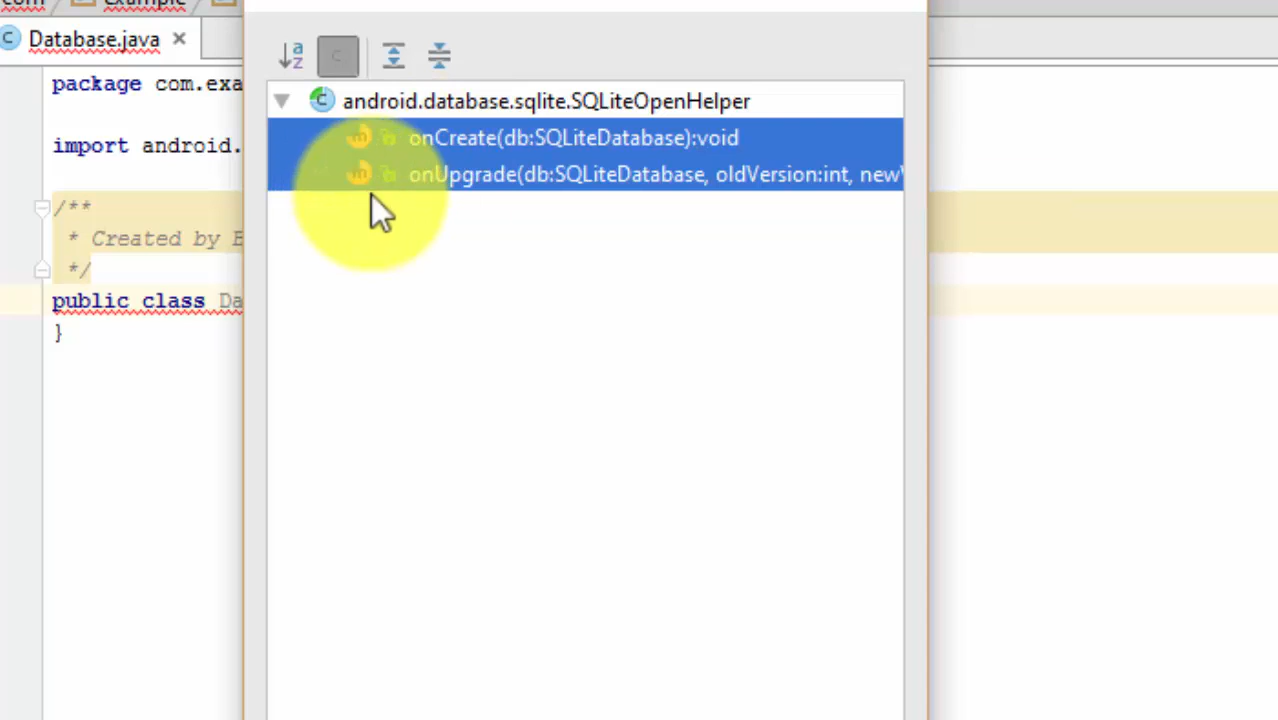 com example
Database.java
package com.exa
import android.
/**
* Created by
*/
public class Da
}
android.database.sqlite.SQLiteOpenHelper
onCreate(db:SQLiteDatabase):void
onUpgrade(db:SQLiteDatabase, oldVersion:int, new